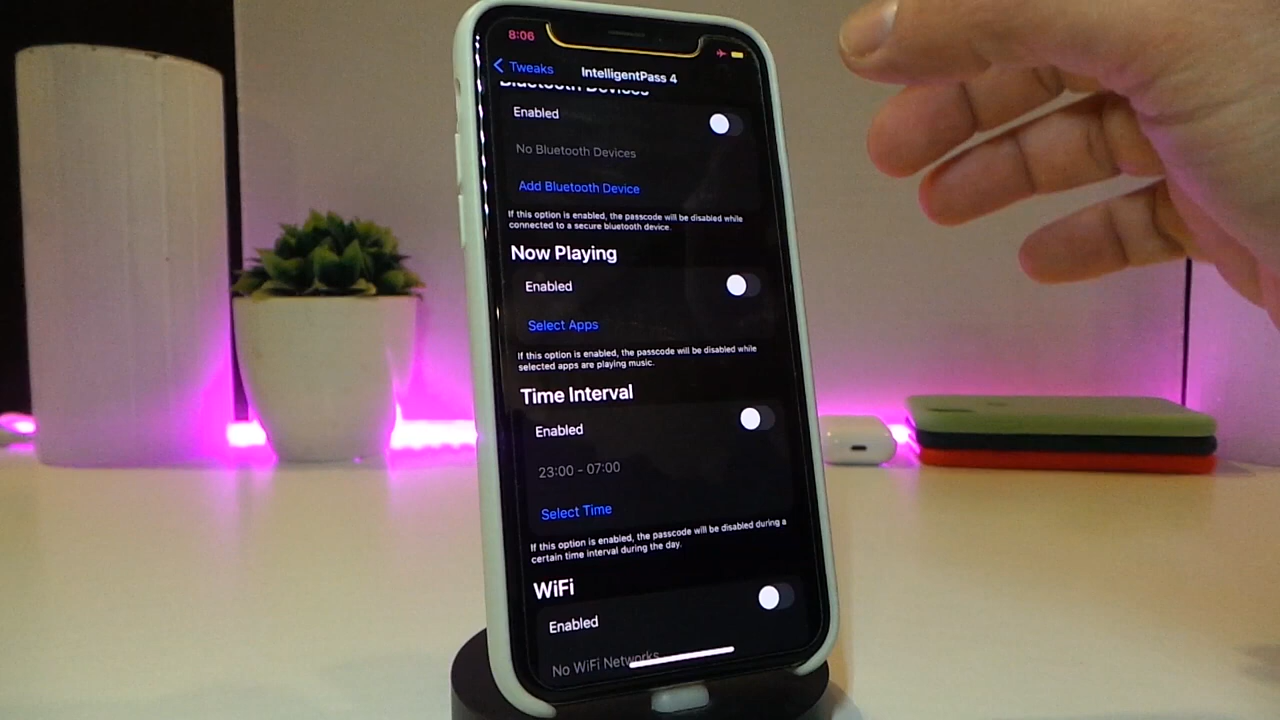 8:06
Tweaks
IntelligentPass 4
Bluetooth Devices
Enabled
No Bluetooth Devices
Add Bluetooth Device
If this option is enabled, the passcode will be disabled while
connected to a secure bluetooth device.
Now Playing
Enabled
Select Apps
If this option is enabled, the passcode will be disabled while
selected apps are playing music.
Time Interval
Enabled
23:00 - 07:00
Select Time
If this option is enabled, the passcode will be disabled during a
certain time interval during the day.
WiFi
Enabled
No WiFi Networks